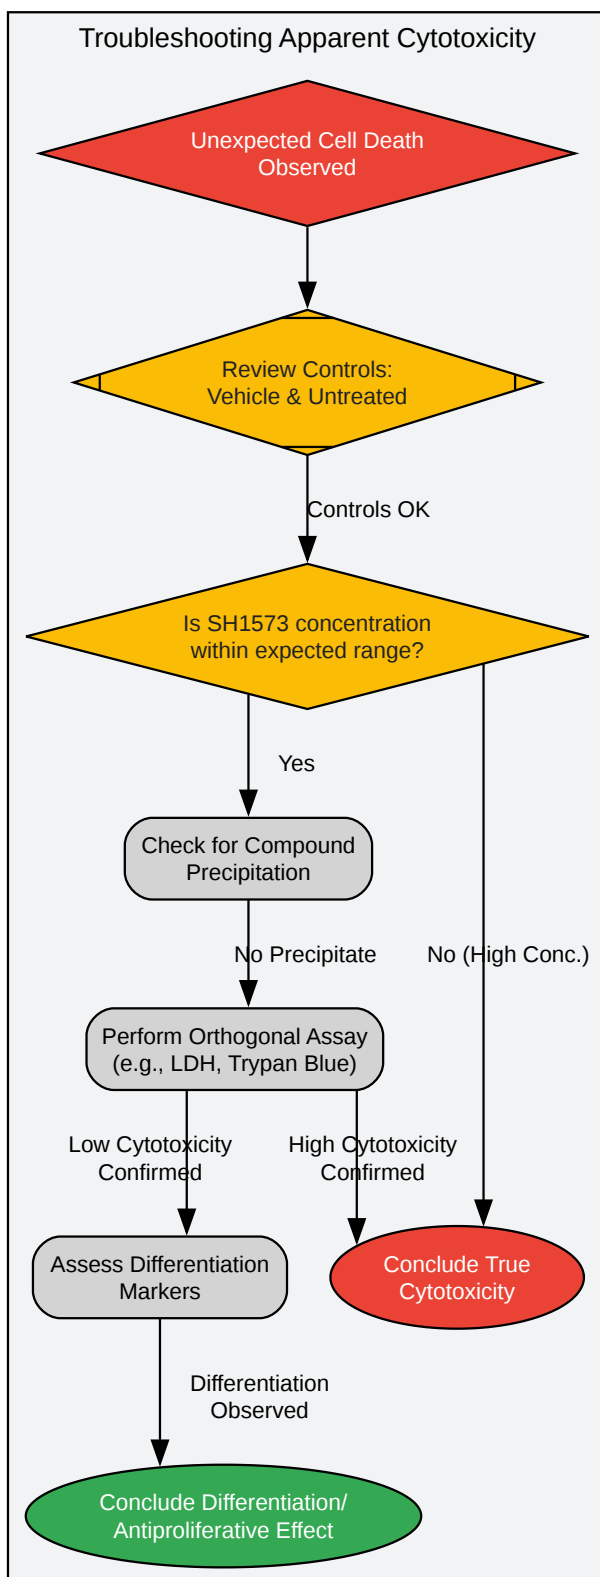 Troubleshooting Apparent Cytotoxicity
Unexpected Cell Death
Observed
Review Controls:
Vehicle & Untreated
Controls OK
Is SH1573 concentration
within expected range?
Yes
Check for Compound
Precipitation
No Precipitate
No (High Conc.)
Perform Orthogonal Assay
(e.g., LDH, Trypan Blue)
Low Cytotoxicity
Confirmed
High Cytotoxicity
Confirmed
Assess Differentiation
Markers
Conclude True
Cytotoxicity
Differentiation
Observed
Conclude Differentiation/
Antiproliferative Effect